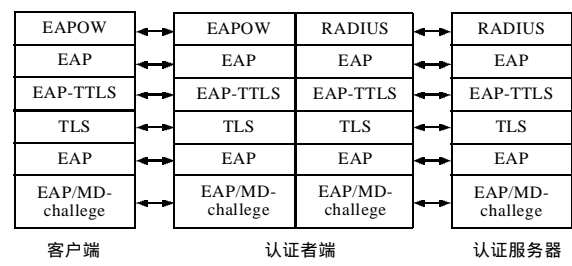 EAPOW EAPOW RADIUS RADIUS
EAP EAP EAP EAP
EAP-TTLS EAP-TTLS EAP-TTLS EAP-TTLS
TLS TLS TLS TLS
EAP EAP EAP EAP
EAP/MD- EAP/MD- EAP/MD- EAP/MD-
challege challege challege challege
客户端 认证者端 认证服务器